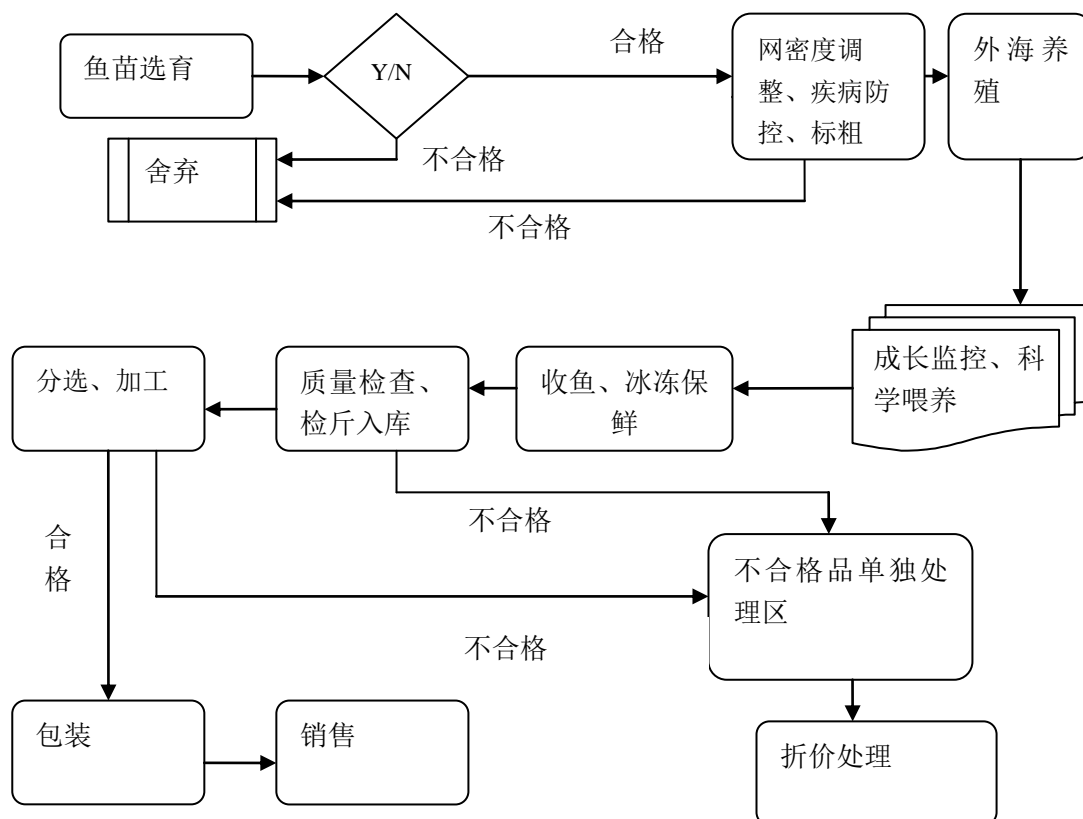 鱼苗选育
Y/N
合格
网密度调
整、疾病防
控、标粗
外海养
殖
舍弃
不合格
不合格
分选、加工
质量检查、
检斤入库
收鱼、冰冻保
鲜
成长监控、科
学喂养
合
格
不合格
不合格品单独处
理区
不合格
包装
销售
折价处理